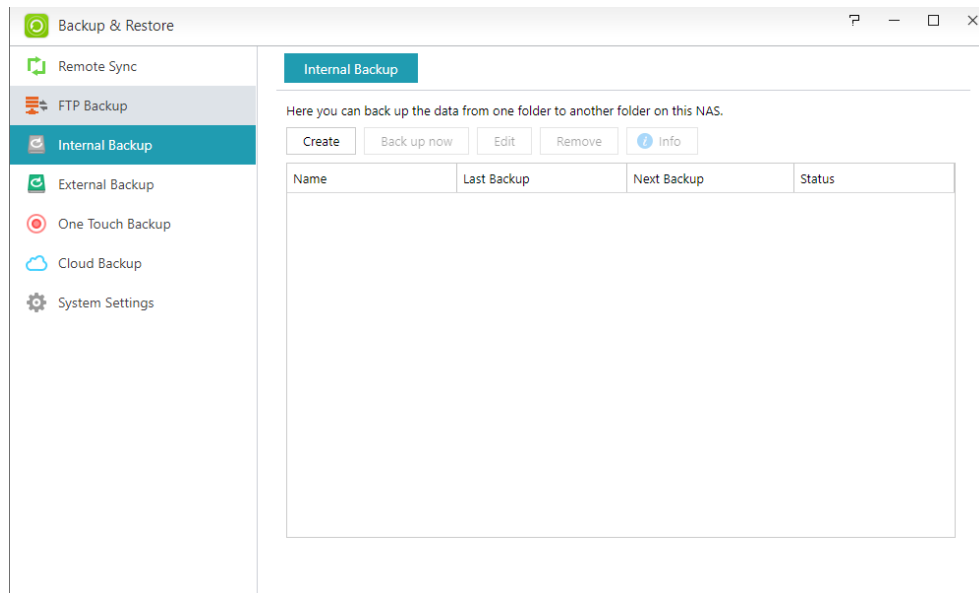 Backup & Restore
Remote Sync
FTP Backup
Internal Backup
External Backup
One Touch Backup
Cloud Backup
System Settings
Internal Backup
Here you can back up the data from one folder to another folder on this NAS.
Create Back up now Edit Remove Info
Name Last Backup Next Backup Status